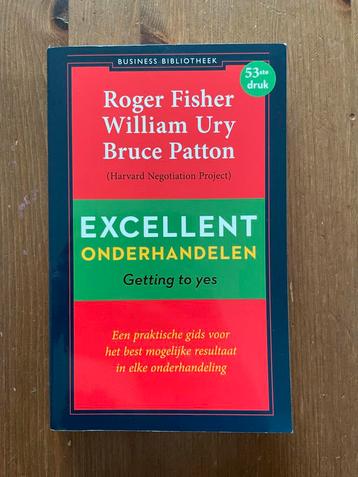 BUSINESS BIBLIOTHEEK
53ste
druk
Roger Fisher
William Ury
Bruce Patton
(Harvard Negotiation Project)
EXCELLENT
ONDERHANDELEN
Getting to yes
Een praktische gids voor
het best mogelijke resultaat
in elke onderhandeling